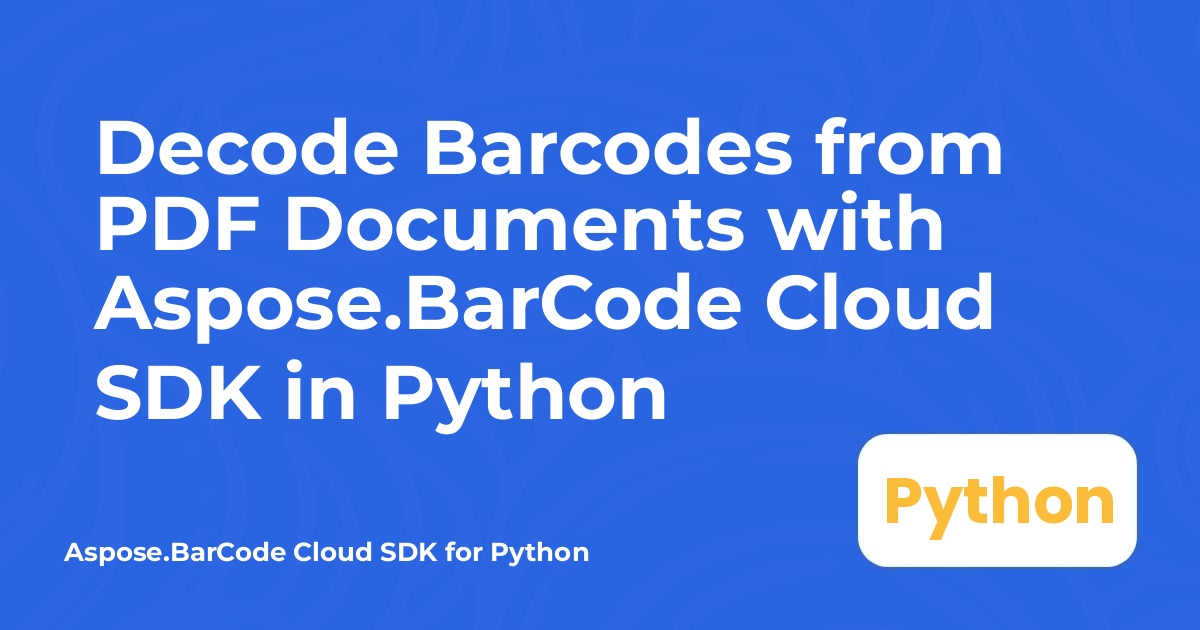 Decode Barcodes from
PDF Documents with
Aspose.BarCode Cloud
SDK in Python
Python
Aspose.BarCode Cloud SDK for Python